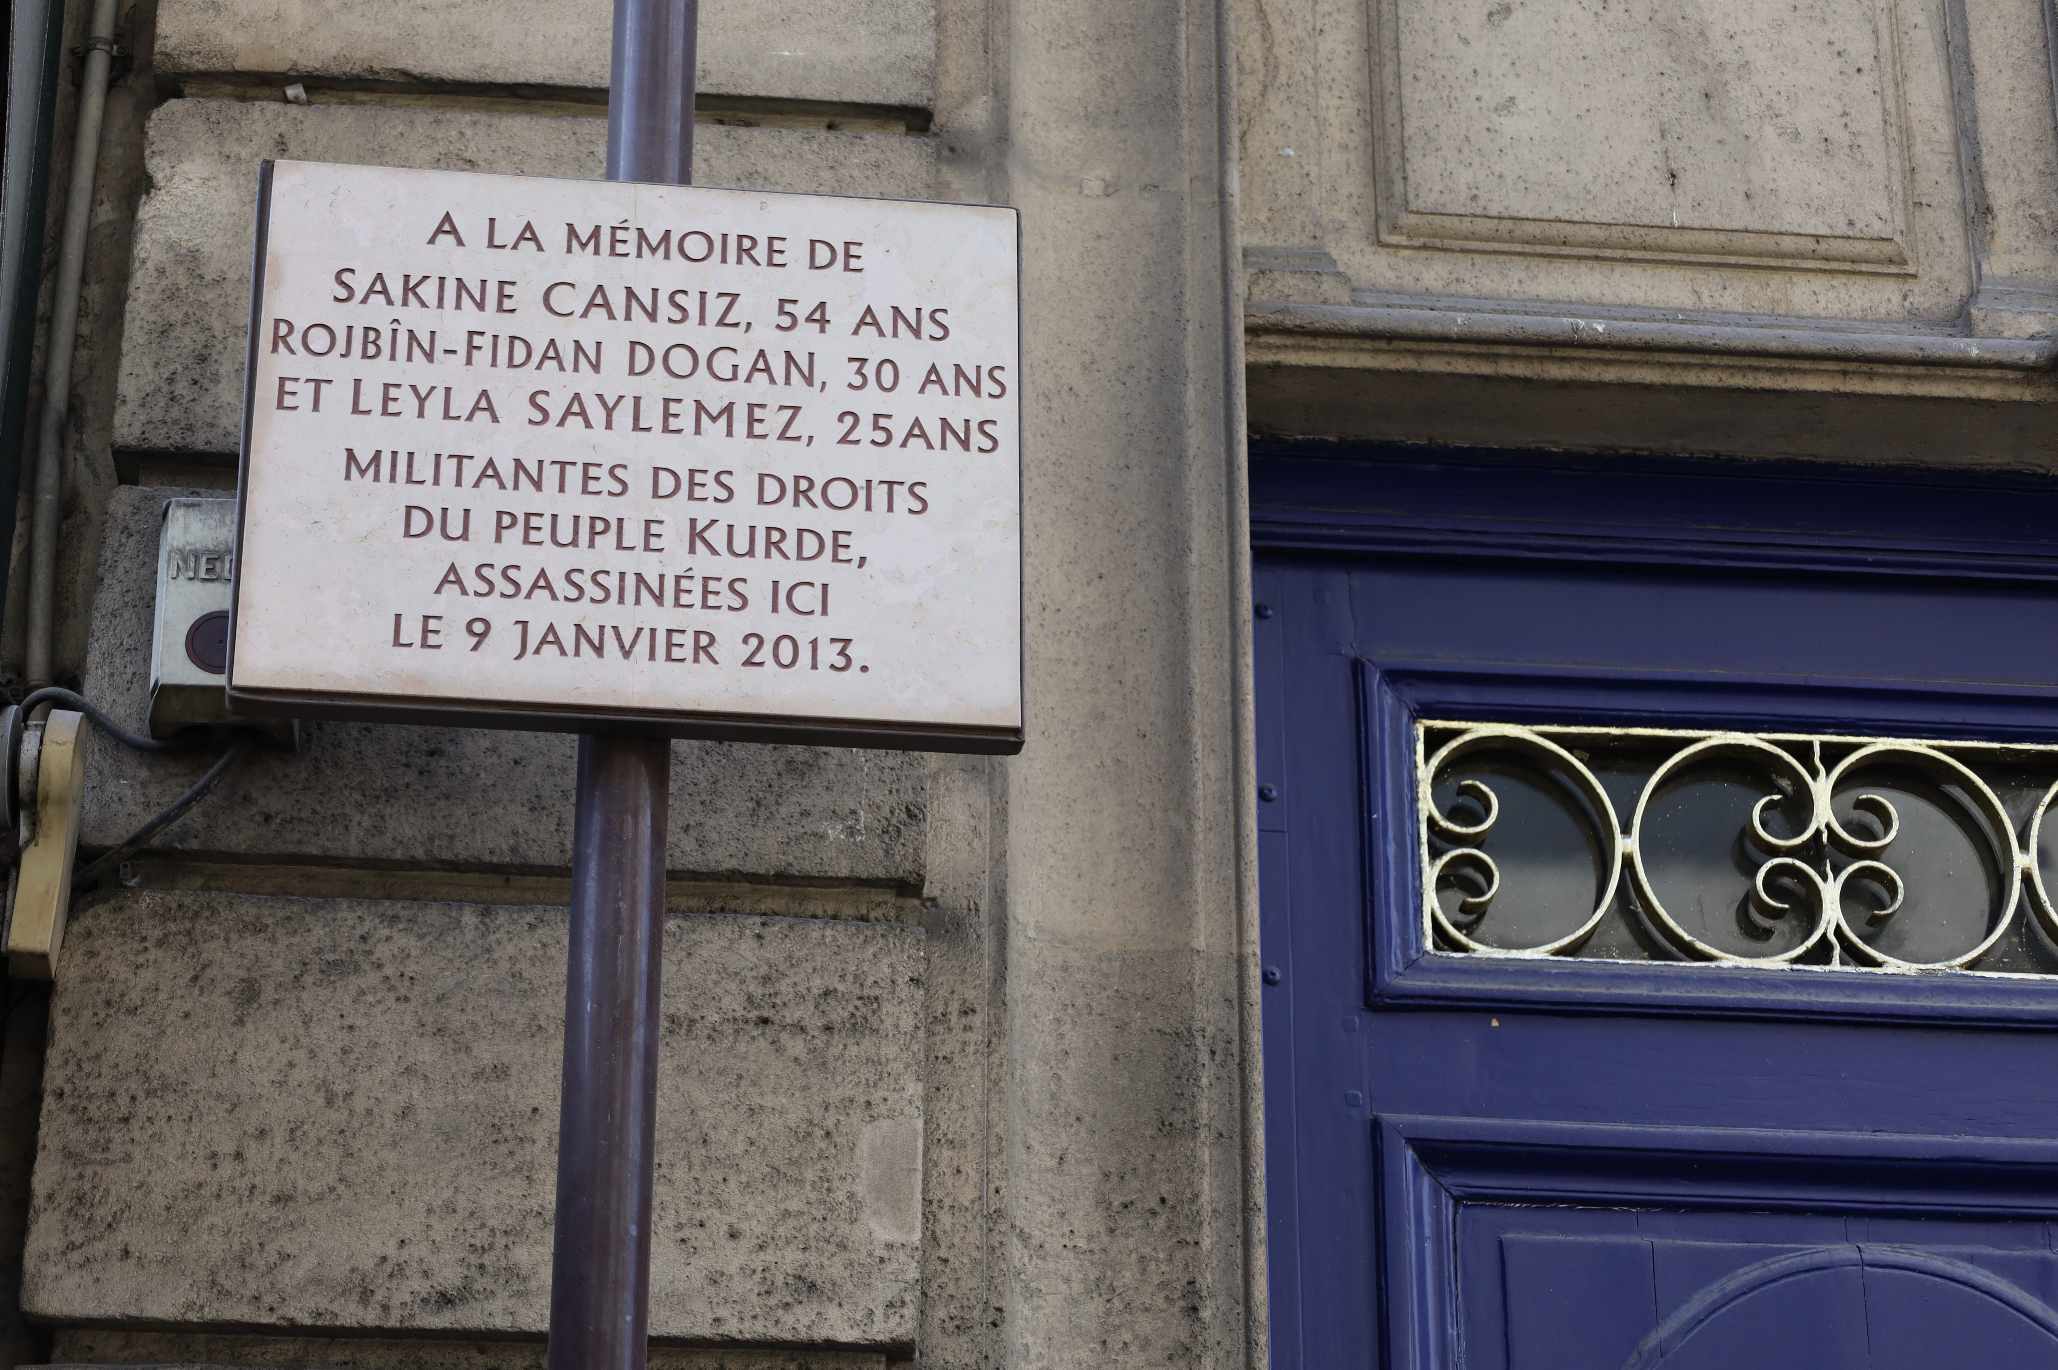 A LA MÉMOIRE DE
SAKINE CANSIZ, 54 ANS
ROJBÎN-FIDAN DOGAN, 30 ANS
ET LEYLA SAYLEMEZ, 25ANS
MILITANTES DES DROITS
DU PEUPLE KURDE,
ASSASSINÉES ICI
LE 9 JANVIER 2013.